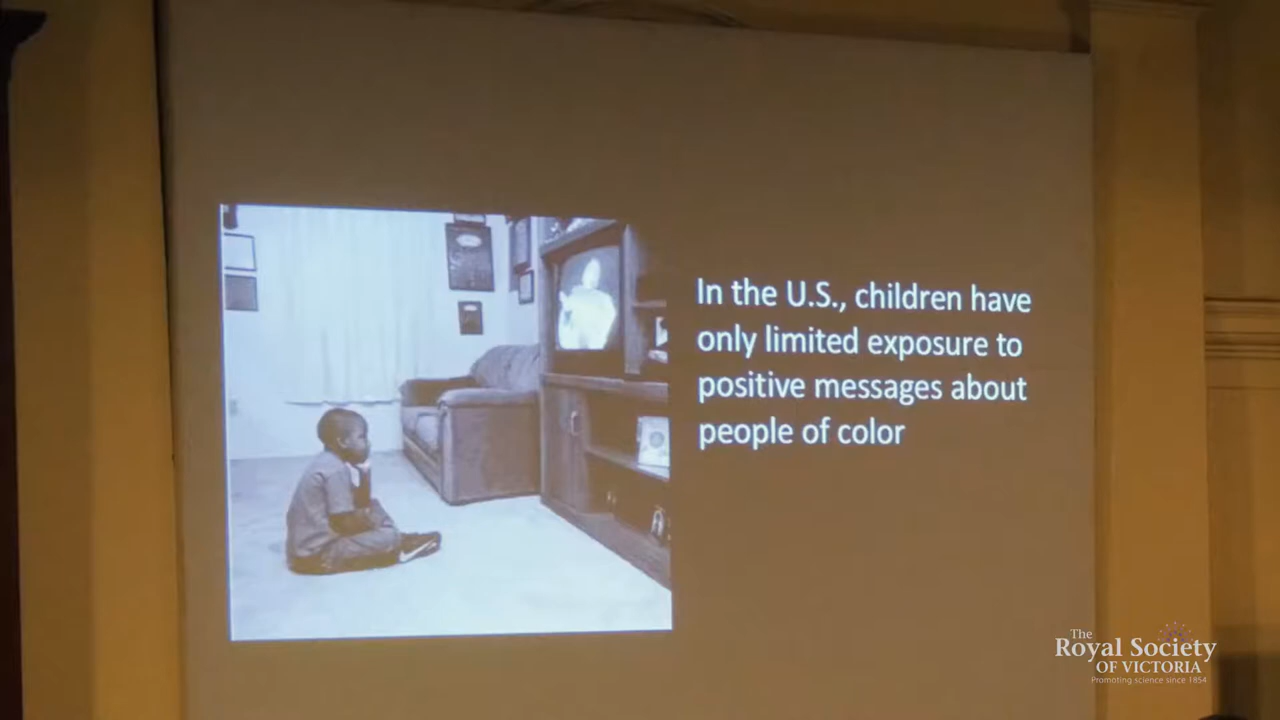 In the U.S., children have
only limited exposure to
positive messages about
people of color
The
Royal Society
OF VICTORIA
Promoting science since 1854